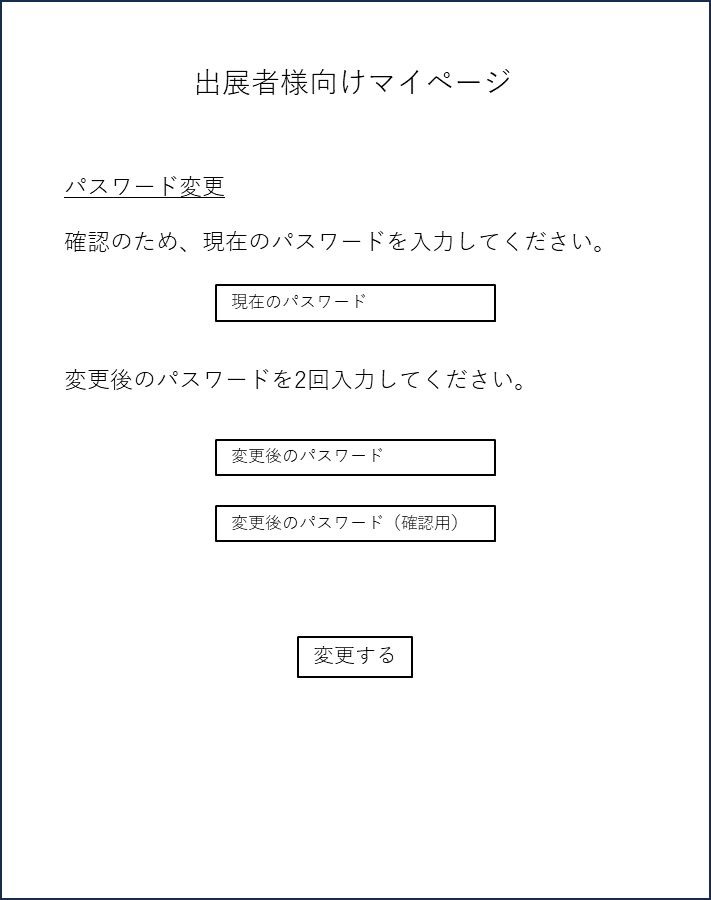 出展者様向けマイページ
パスワード変更
確認のため、現在のパスワードを入力してください。
現在のパスワード
変更後のパスワードを2回入力してください。
変更後のパスワード
変更後のパスワード（確認用）
変更する